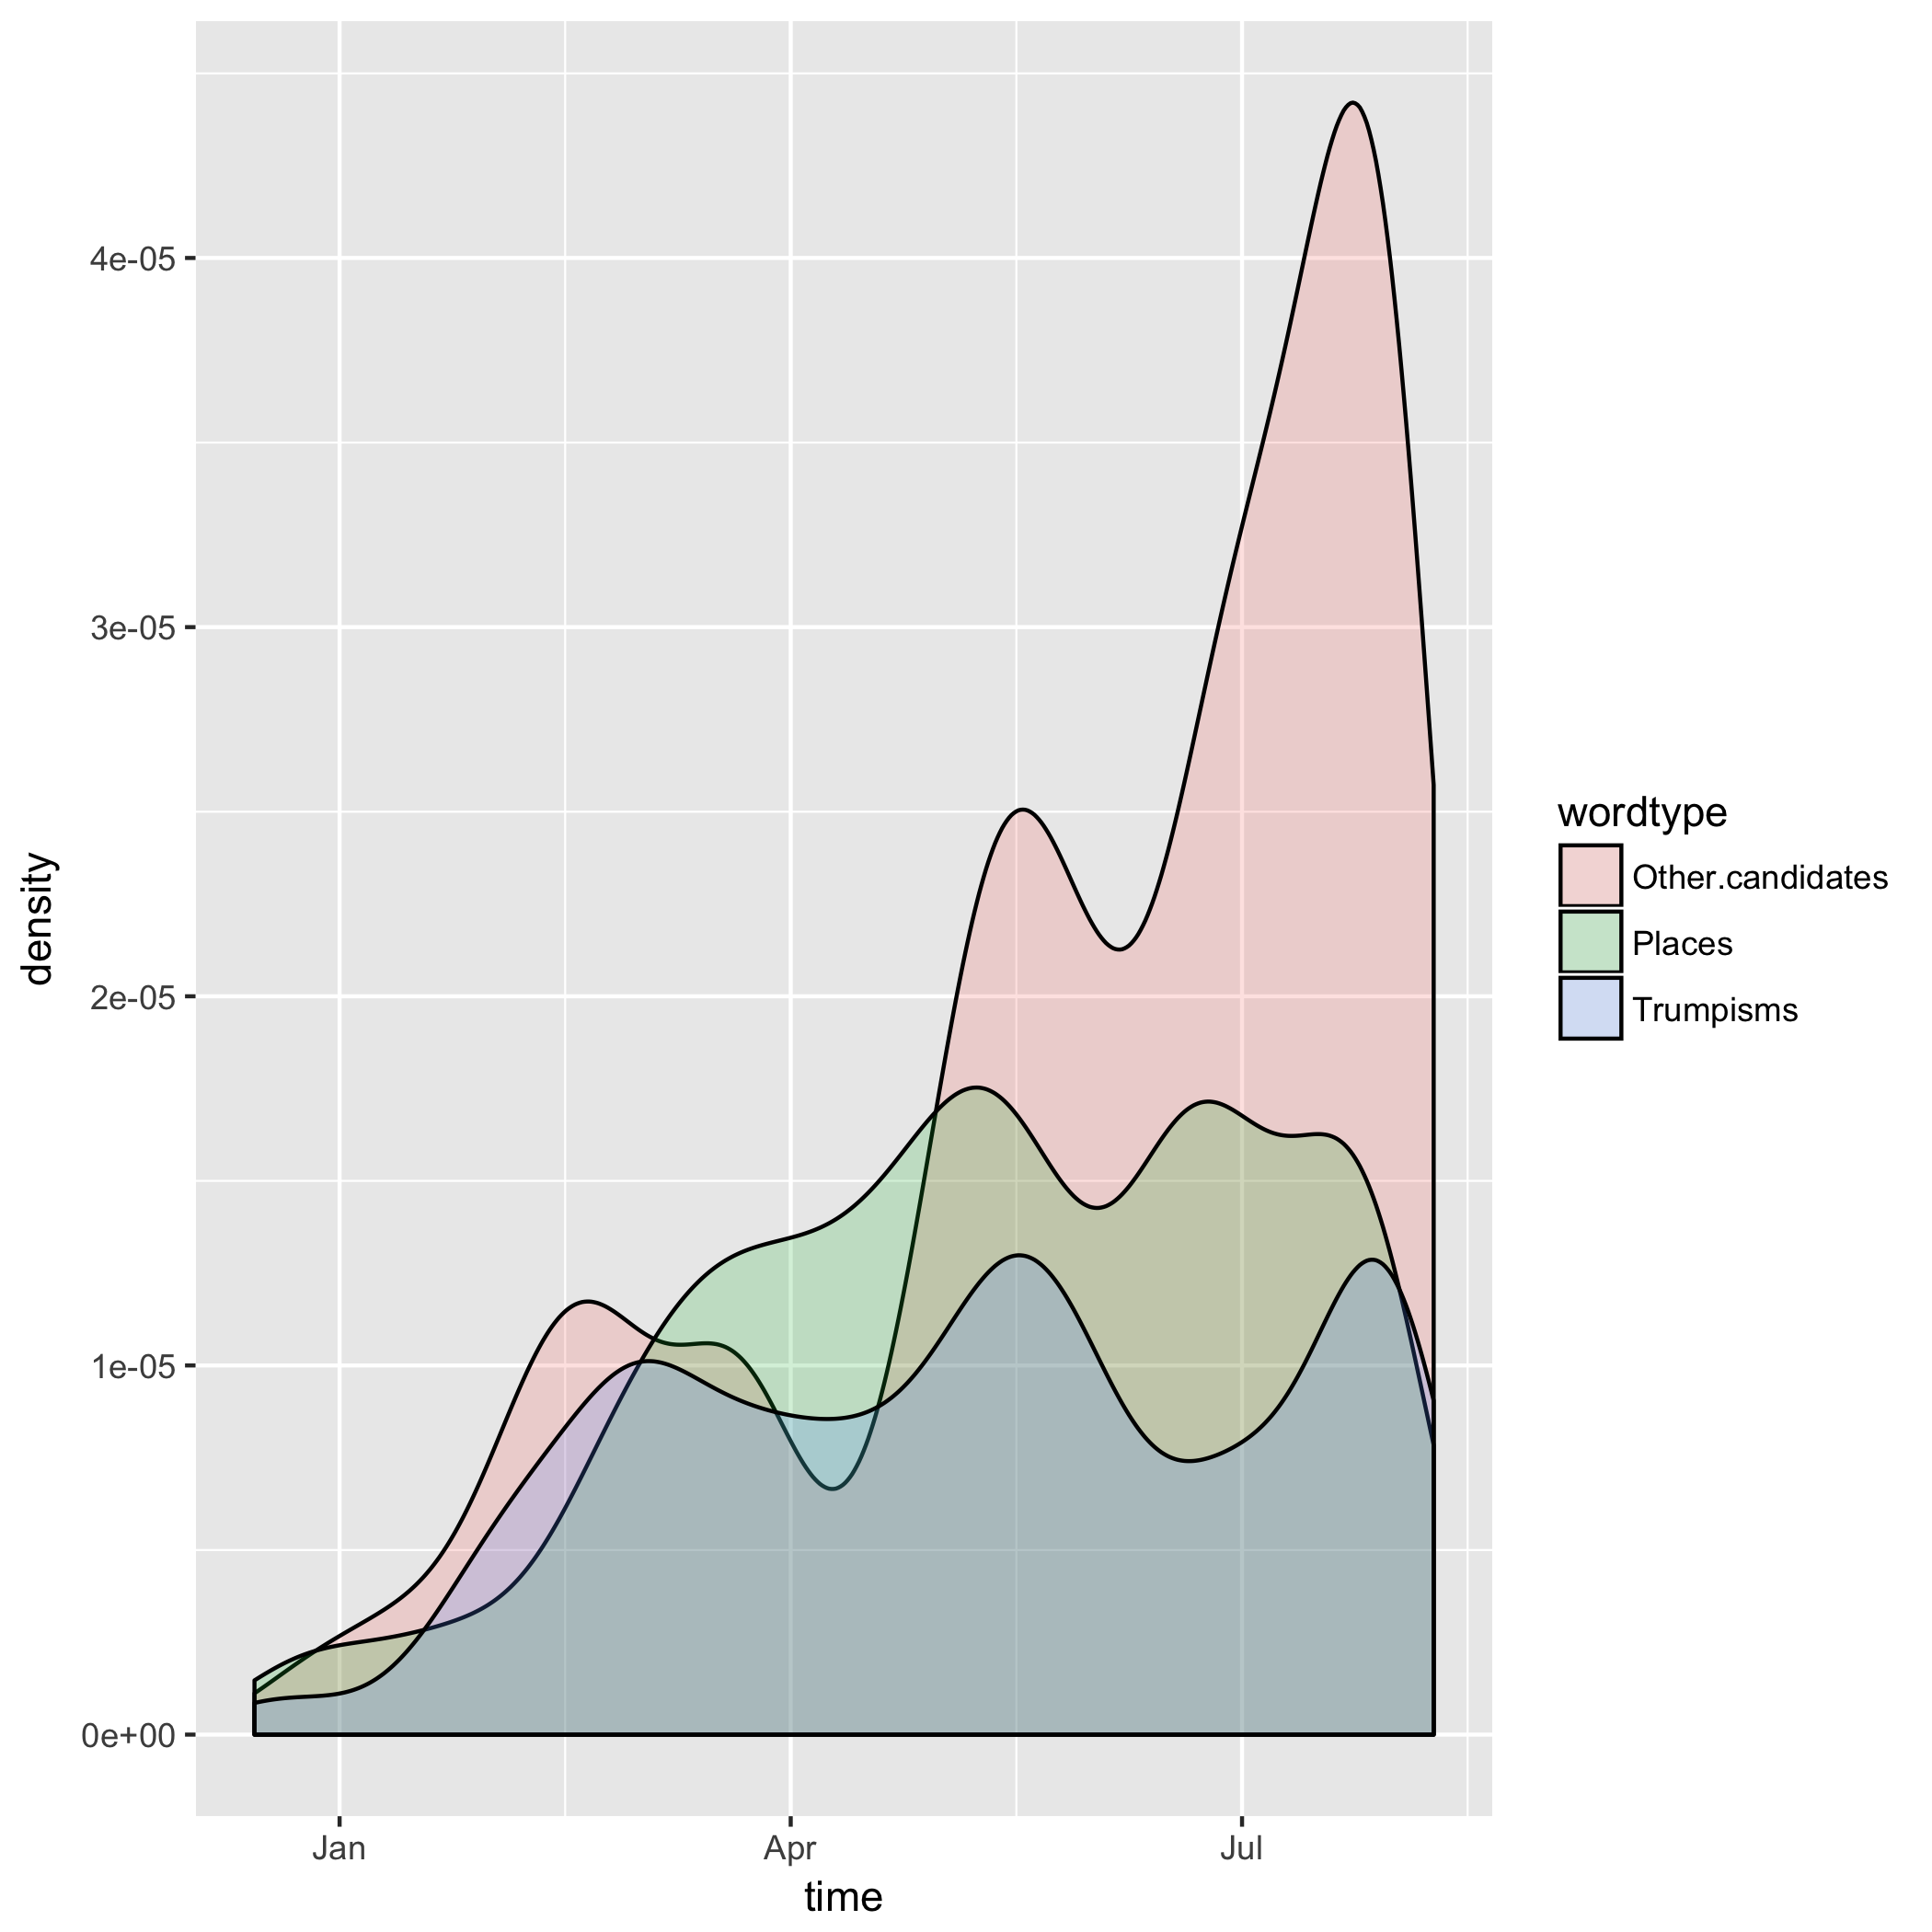 density
4e-05
3e-05
2e-05
1e-05
0e+00
Jan
Apr
Jul
time
wordtype
Other.candidates
Places
Trumpisms